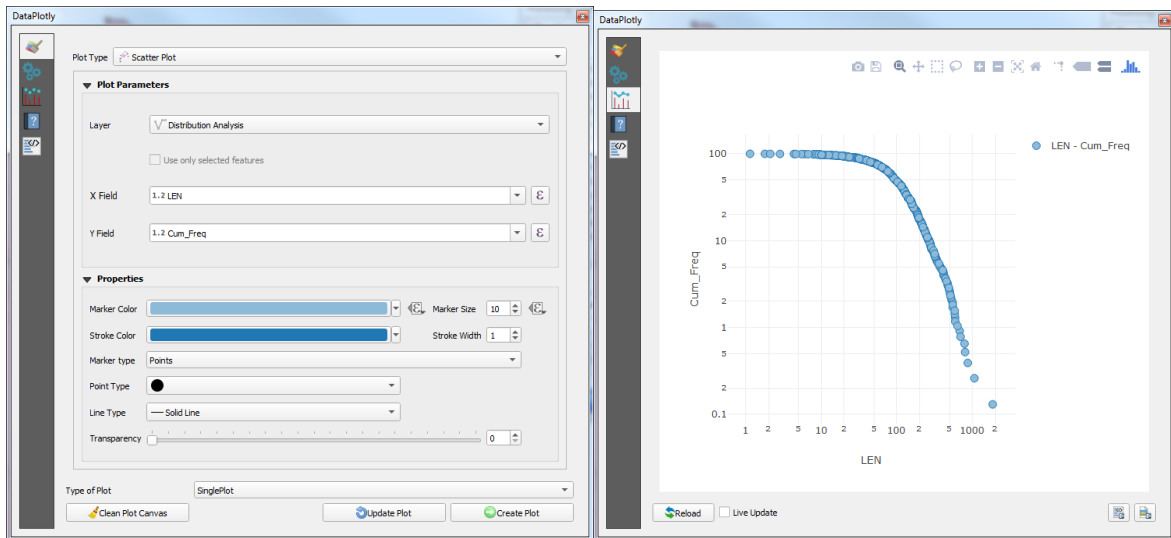 DataPlotly
Plot Type Scatter Plot
Plot Parameters
Layer Distribution Analysis
Use only selected features
X Field 1.2 LEN ε
Y Field 1.2 Cum_Freq ε
Properties
Marker Color Marker Size 10
Stroke Color Stroke Width 1
Marker type Points
Point Type
Line Type Solid Line
Transparency 0
Type of Plot SinglePlot
Clean Plot Canvas Update Plot Create Plot
DataPlotly
LEN - Cum_Freq
100
5
2
10
5
2
1
5
2
0.1
Cum_Freq
1 2 5 10 2 5 100 2 5 1000 2
LEN
Reload Live Update